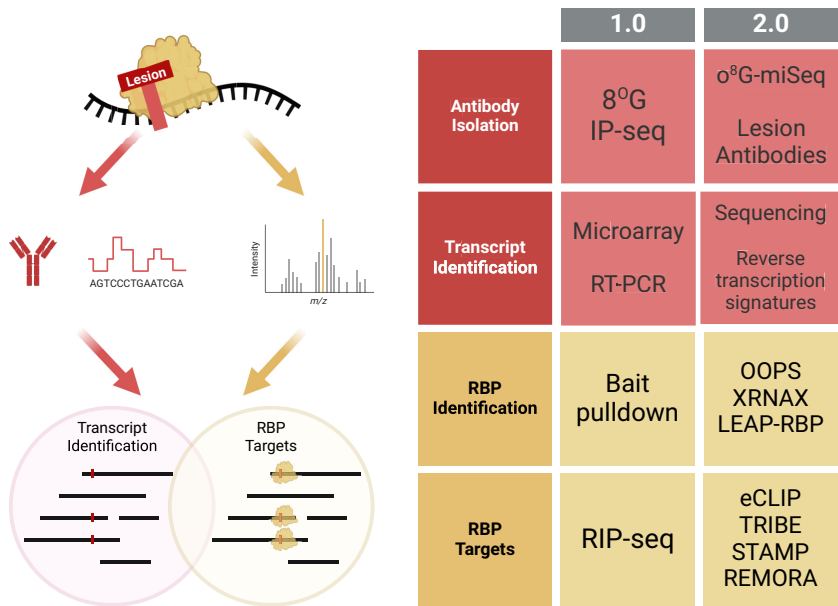 Lesion
Intensity
AGTCCCTGAATCGA
m/z
Transcript
Identification
RBP
Targets
1.0
2.0
Antibody
Isolation
8⁰G
IP-seq
o⁸G-miSeq
Lesion
Antibodies
Transcript
Identification
Microarray
RT-PCR
Sequencing
Reverse
transcription
signatures
RBP
Identification
Bait
pulldown
OOPS
XRNAX
LEAP-RBP
RBP
Targets
RIP-seq
eCLIP
TRIBE
STAMP
REMORA